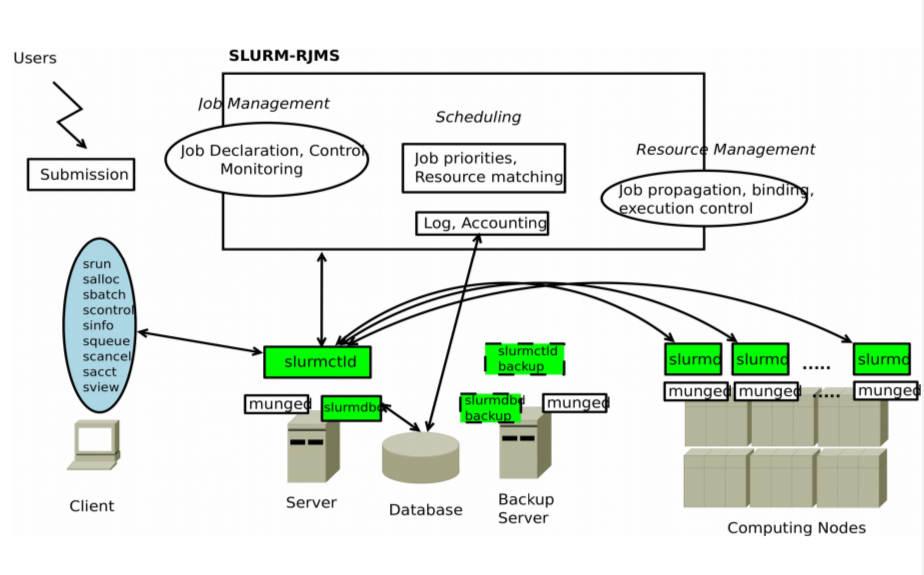 Users
SLURM-RJMS
Job Management
Scheduling
Resource Management
Submission
Job Declaration, Control
Monitoring
Job priorities,
Resource matching
Job propagation, binding,
execution control
Log, Accounting
srun
salloc
sbatch
scontrol
sinfo
squeue
scancel
sacct
sview
slurmctld
slurmctld
backup
slurmd
slurmd
.....
slurmd
munged
slurmdbd
slurmdbd
backup
munged
munged
munged
.....
munged
Client
Server
Database
Backup
Server
Computing Nodes